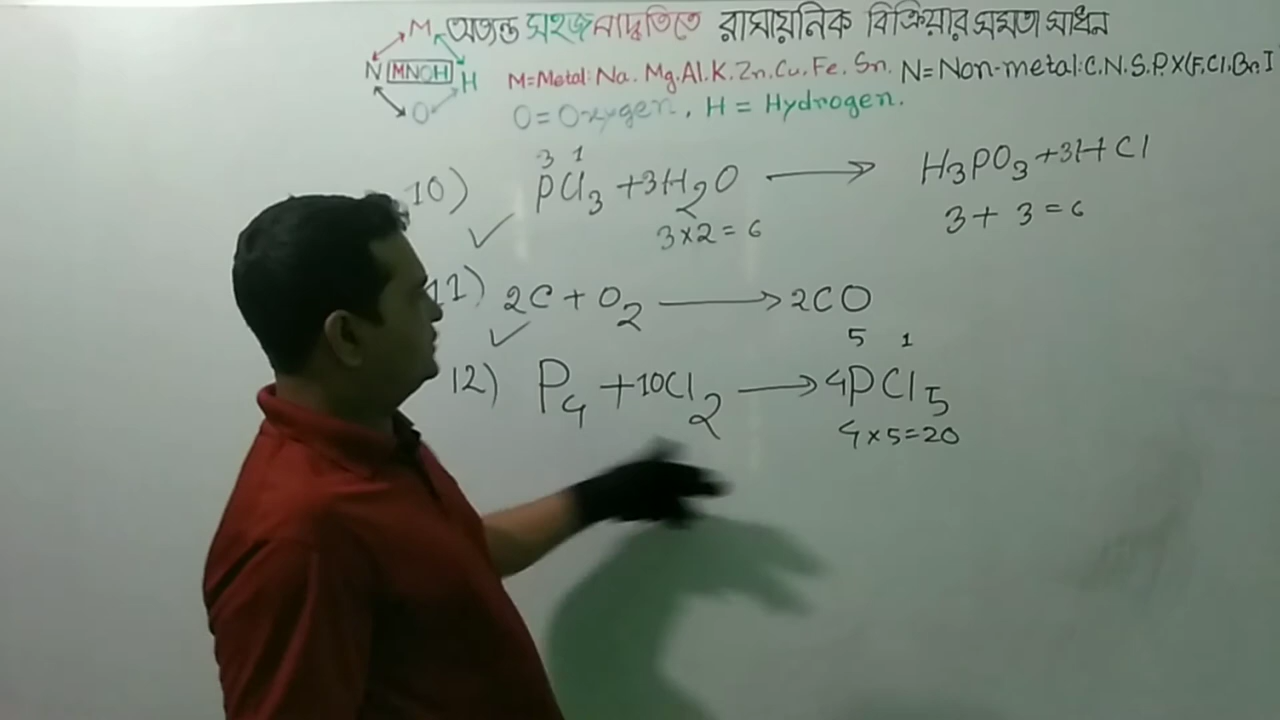 M অত্যন্ত সহজ পদ্ধতিতে রাসায়নিক বিক্রিয়ার সমতা সাধন
N MNOH H M=Metal: Na. Mg. Al. K. Zn. Cu. Fe. Sn. N=Non-metal: C. N. S. P. X(F. Cl. Br. I
O O=Oxygen, H = Hydrogen.
3 1
10) PCl₃ + 3H₂O ⟶ H₃PO₃ + 3HCl
3×2=6 3+3=6
11) 2C + O₂ ⟶ 2CO
5 1
12) P₄ + 10Cl₂ ⟶ 4PCl₅
4×5=20